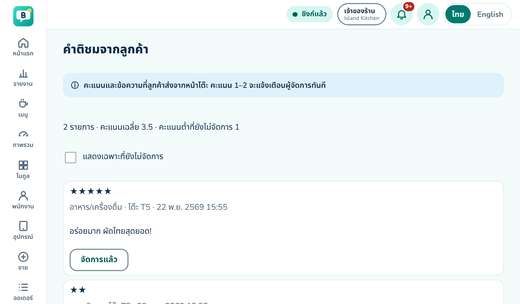 B
ซิงก์แล้ว
เจ้าของร้าน
Island Kitchen
9+
ไทย
English
หน้าแรก
รายงาน
เมนู
ภาพรวม
โมดูล
พนักงาน
อุปกรณ์
ขาย
ออเดอร์
คำติชมจากลูกค้า
คะแนนและข้อความที่ลูกค้าส่งจากหน้าโต๊ะ คะแนน 1–2 จะแจ้งเตือนผู้จัดการทันที
2 รายการ · คะแนนเฉลี่ย 3.5 · คะแนนต่ำที่ยังไม่จัดการ 1
แสดงเฉพาะที่ยังไม่จัดการ
★★★★★
อาหาร/เครื่องดื่ม · โต๊ะ T5 · 22 พ.ย. 2569 15:55
อร่อยมาก ผัดไทยสุดยอด!
จัดการแล้ว
★★